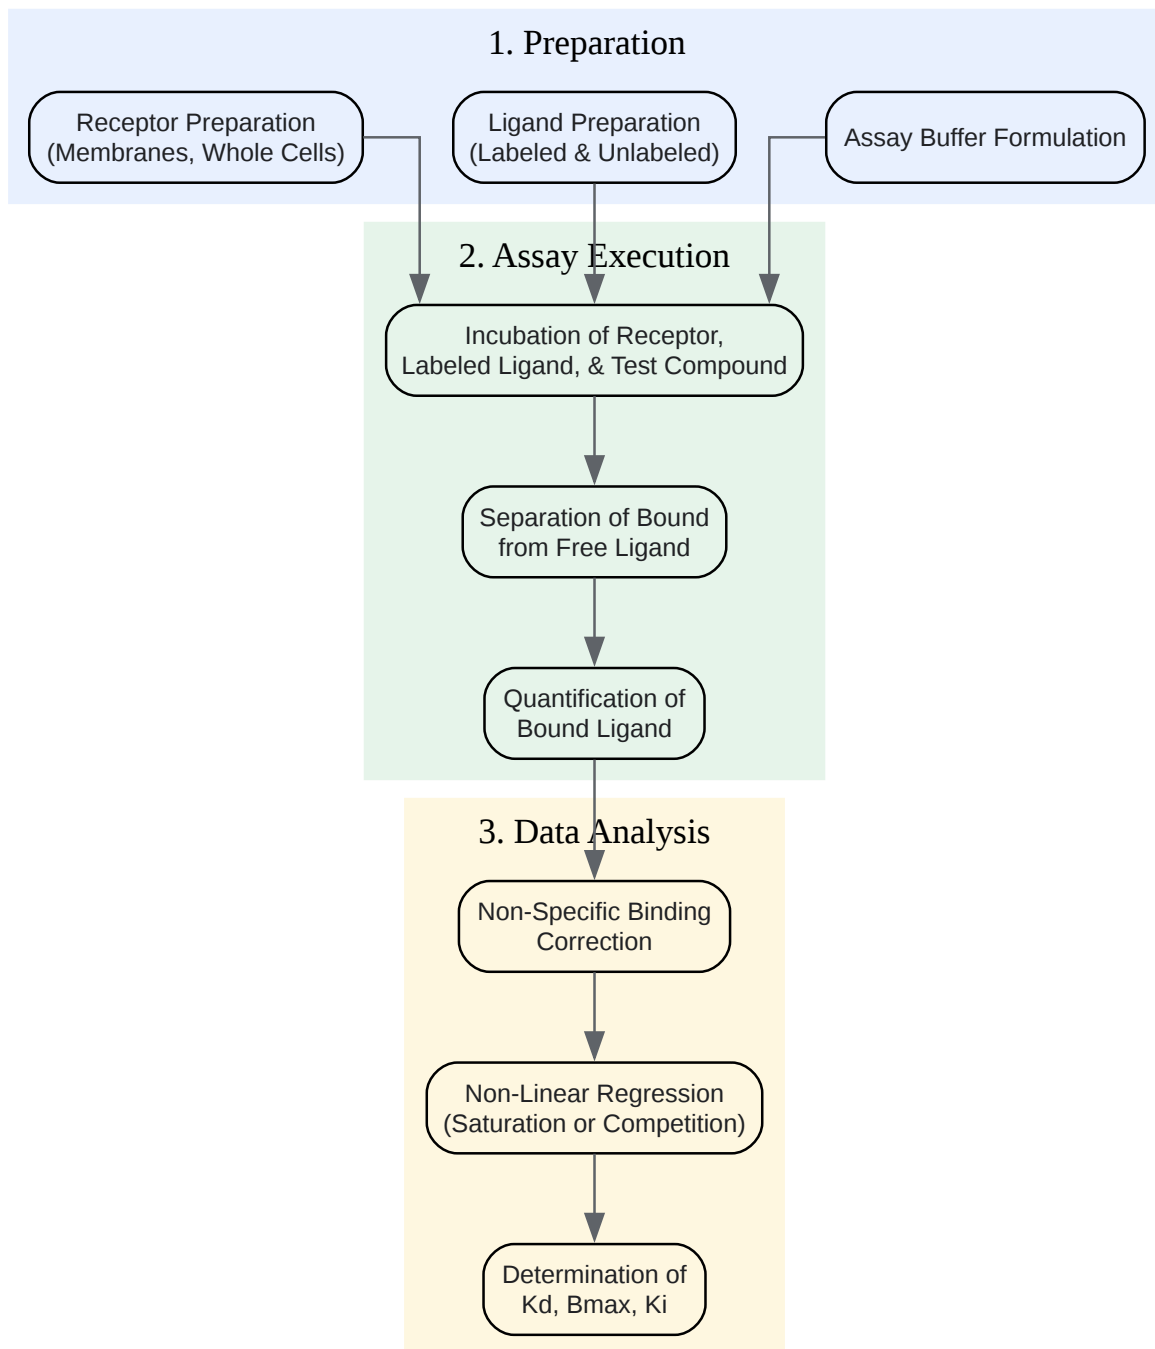 1. Preparation
Receptor Preparation
(Membranes, Whole Cells)
Ligand Preparation
(Labeled & Unlabeled)
Assay Buffer Formulation
2. Assay Execution
Incubation of Receptor,
Labeled Ligand, & Test Compound
Separation of Bound
from Free Ligand
Quantification of
Bound Ligand
3. Data Analysis
Non-Specific Binding
Correction
Non-Linear Regression
(Saturation or Competition)
Determination of
Kd, Bmax, Ki